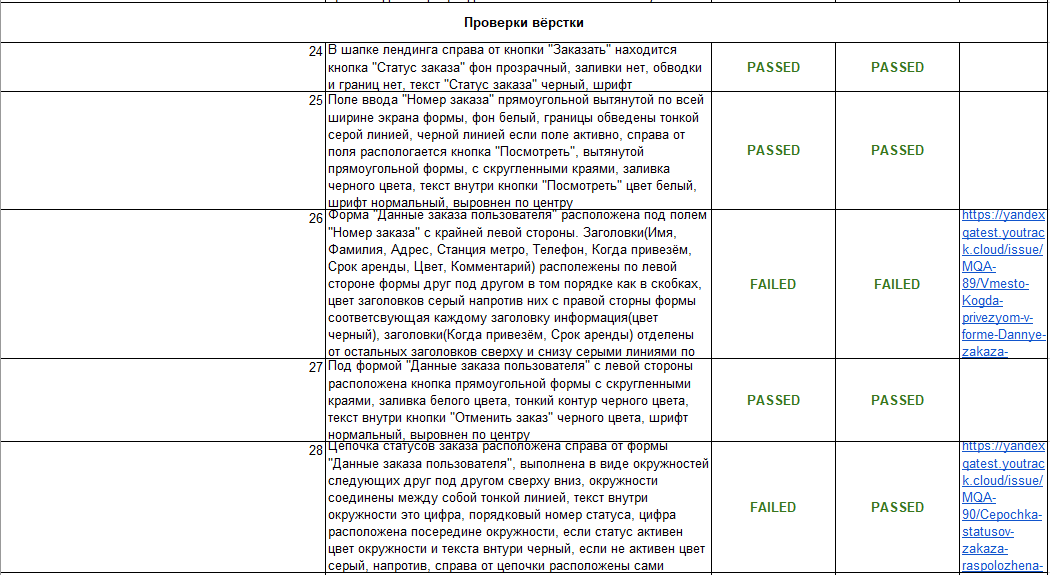 Проверки вёрстки
24
В шапке лендинга справа от кнопки "Заказать" находится
кнопка "Статус заказа" фон прозрачный, заливки нет, обводки
и границ нет, текст "Статус заказа" черный, шрифт
PASSED
PASSED
25
Поле ввода "Номер заказа" прямоугольной вытянутой по всей
ширине экрана формы, фон белый, границы обведены тонкой
серой линией, черной линией если поле активно, справа от
поля распологается кнопка "Посмотреть", вытянутой
прямоугольной формы, с скругленными краями, заливка
черного цвета, текст внутри кнопки "Посмотреть" цвет белый,
шрифт нормальный, выровнен по центру
PASSED
PASSED
26
Форма "Данные заказа пользователя" расположена под полем
"Номер заказа" с крайней левой стороны. Заголовки(Имя,
Фамилия, Адрес, Станция метро, Телефон, Когда привезём,
Срок аренды, Цвет, Комментарий) располежены по левой
стороне формы друг под другом в том порядке как в скобках,
цвет заголовков серый напротив них с правой сторны формы
соответсвующая каждому заголовку информация(цвет
черный), заголовки(Когда привезём, Срок аренды) отделены
от остальных заголовков сверху и снизу серыми линиями по
FAILED
FAILED
https://yandex
qatest.youtrac
k.cloud/issue/
MQA-
89/Vmesto-
Kogda-
privezyom-v-
forme-Dannye-
zakaza-
27
Под формой "Данные заказа пользователя" с левой стороны
расположена кнопка прямоугольной формы с скругленными
краями, заливка белого цвета, тонкий контур черного цвета,
текст внутри кнопки "Отменить заказ" черного цвета, шрифт
нормальный, выровнен по центру
PASSED
PASSED
28
Цепочка статусов заказа расположена справа от формы
"Данные заказа пользователя", выполнена в виде окружностей
следующих друг под другом сверху вниз, окружности
соединены между собой тонкой линией, текст внутри
окружности это цифра, порядковый номер статуса, цифра
расположена посередине окружности, если статус активен
цвет окружности и текста внтури черный, если не активен цвет
серый, напротив, справа от цепочки расположены сами
FAILED
PASSED
https://yandex
qatest.youtrac
k.cloud/issue/
MQA-
90/Cepochka-
statusov-
zakaza-
raspolozhena-